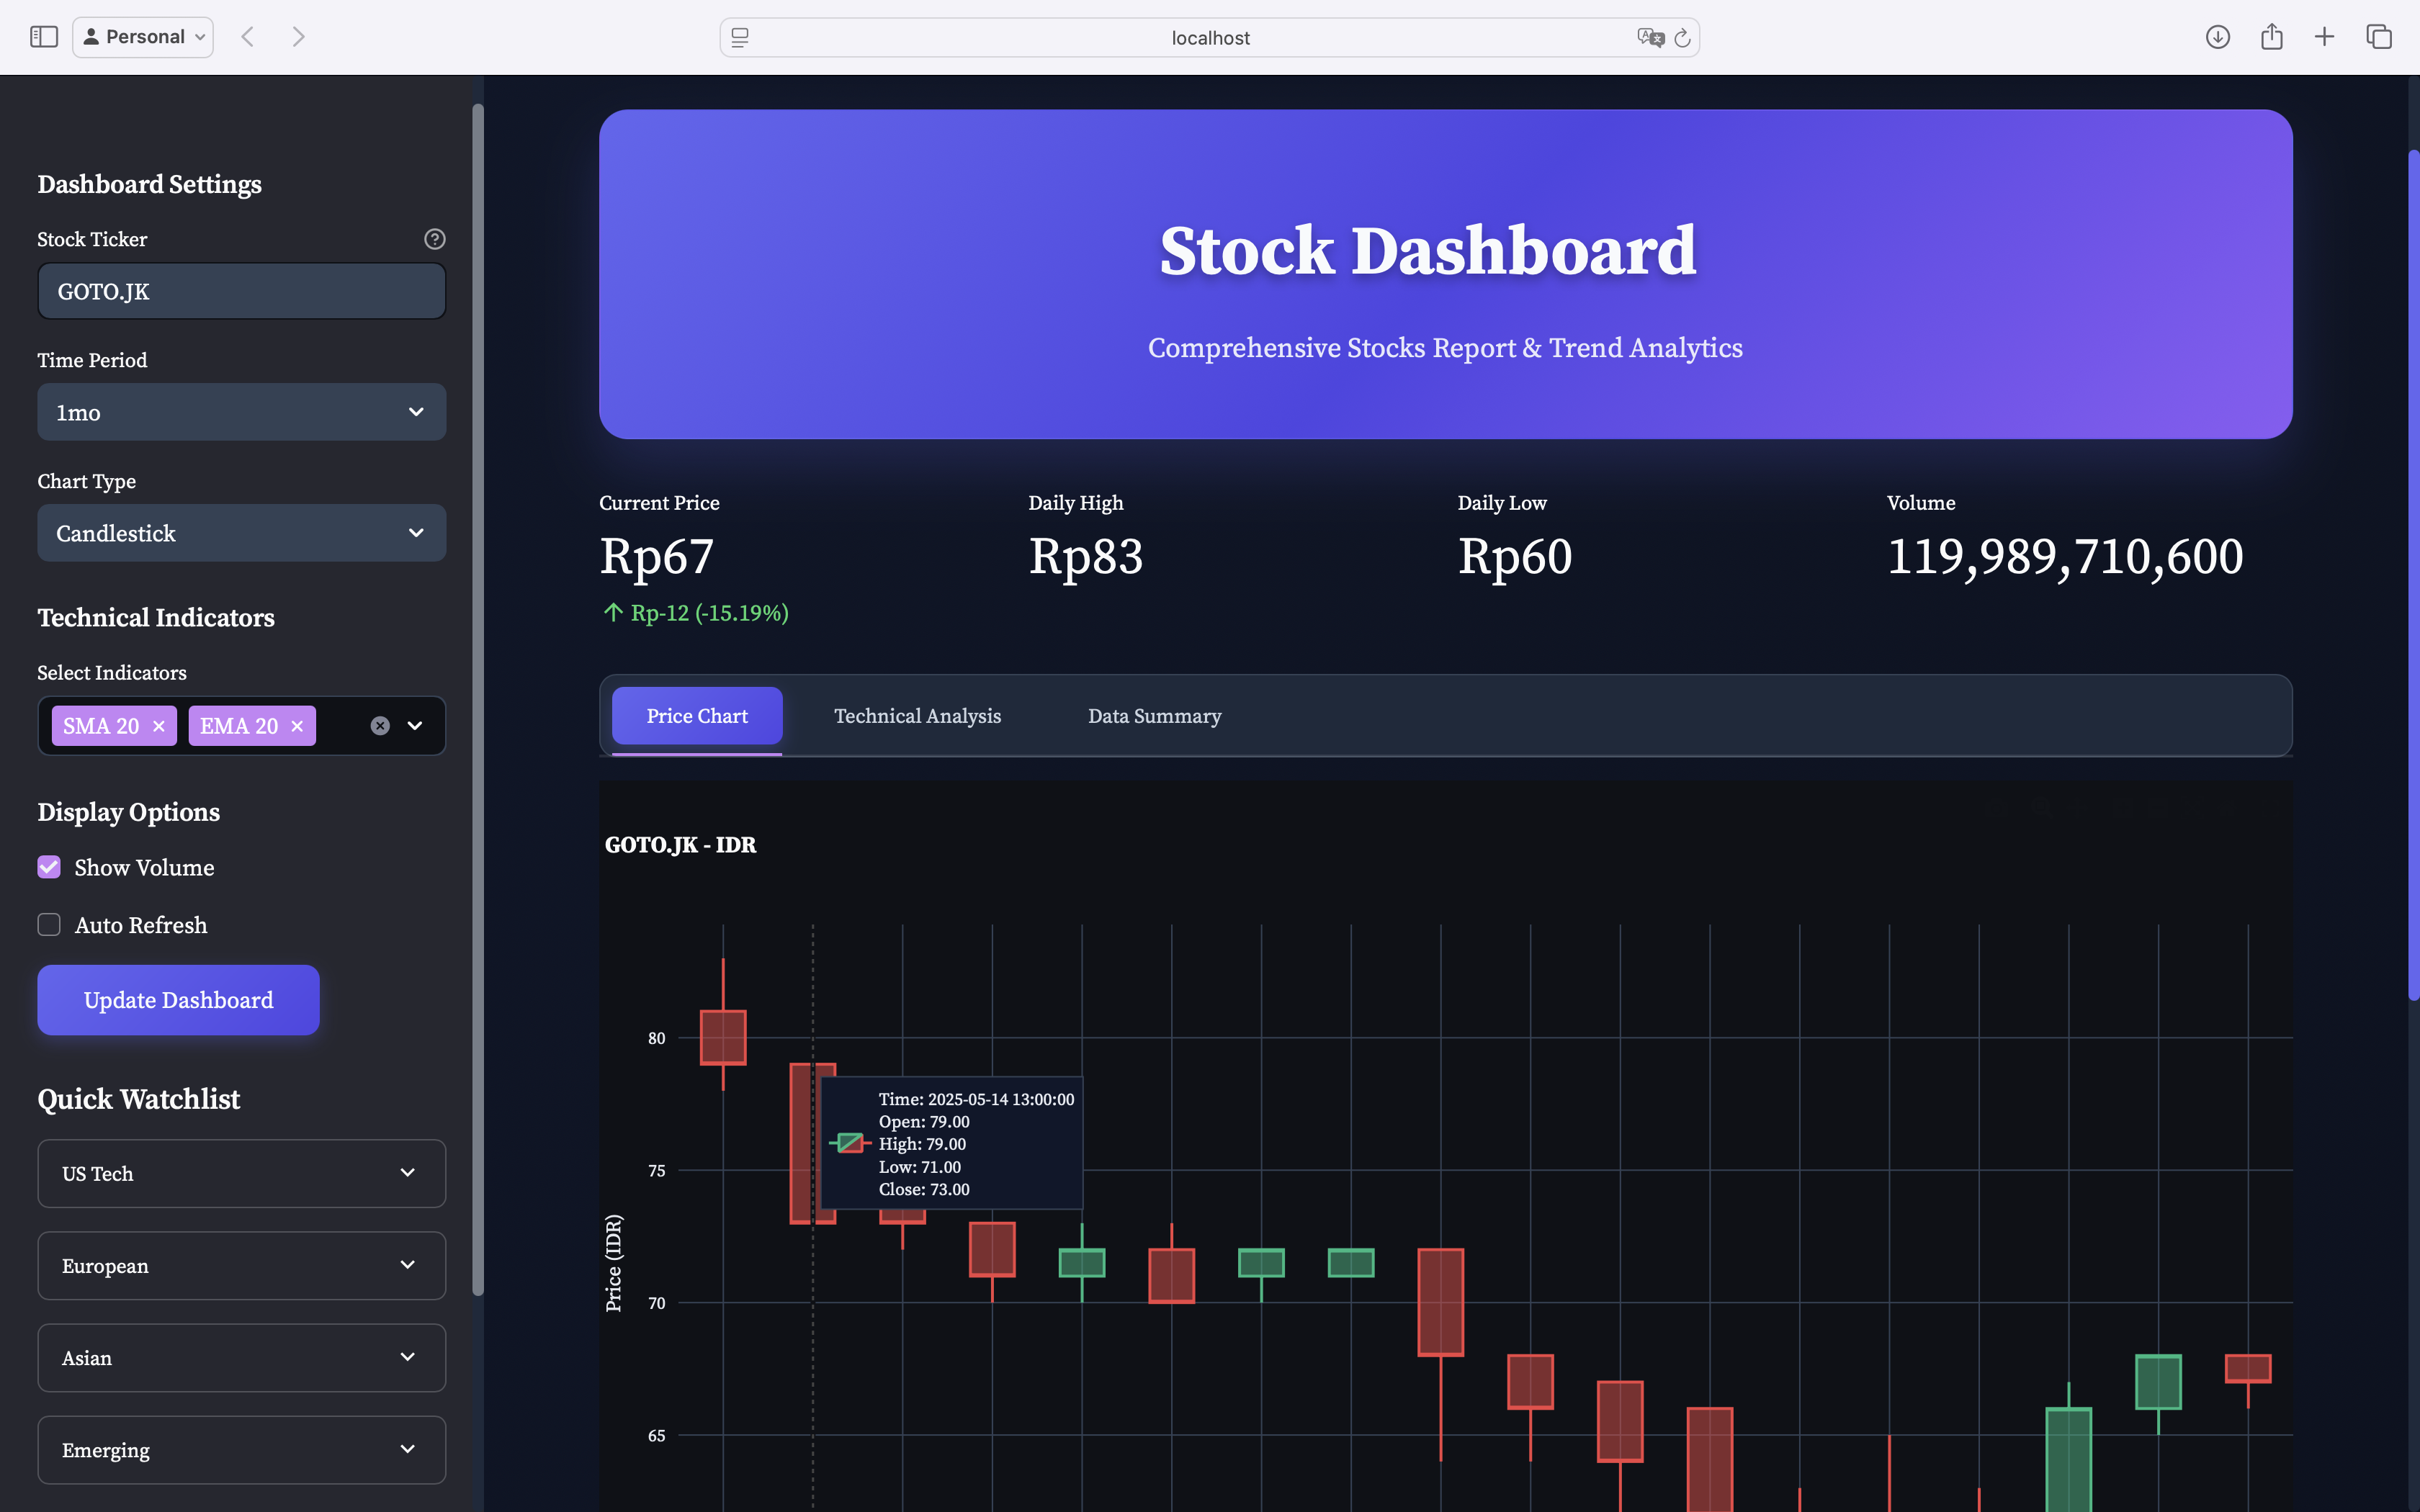 Personal
localhost
Dashboard Settings
Stock Ticker
GOTO.JK
Time Period
1mo
Chart Type
Candlestick
Technical Indicators
Select Indicators
SMA 20 EMA 20
Display Options
Show Volume
Auto Refresh
Update Dashboard
Quick Watchlist
US Tech
European
Asian
Emerging
Stock Dashboard
Comprehensive Stocks Report & Trend Analytics
Current Price
Rp67
Rp-12 (-15.19%)
Daily High
Rp83
Daily Low
Rp60
Volume
119,989,710,600
Price Chart
Technical Analysis
Data Summary
GOTO.JK - IDR
80
75
70
65
Price (IDR)
Time: 2025-05-14 13:00:00
Open: 79.00
High: 79.00
Low: 71.00
Close: 73.00